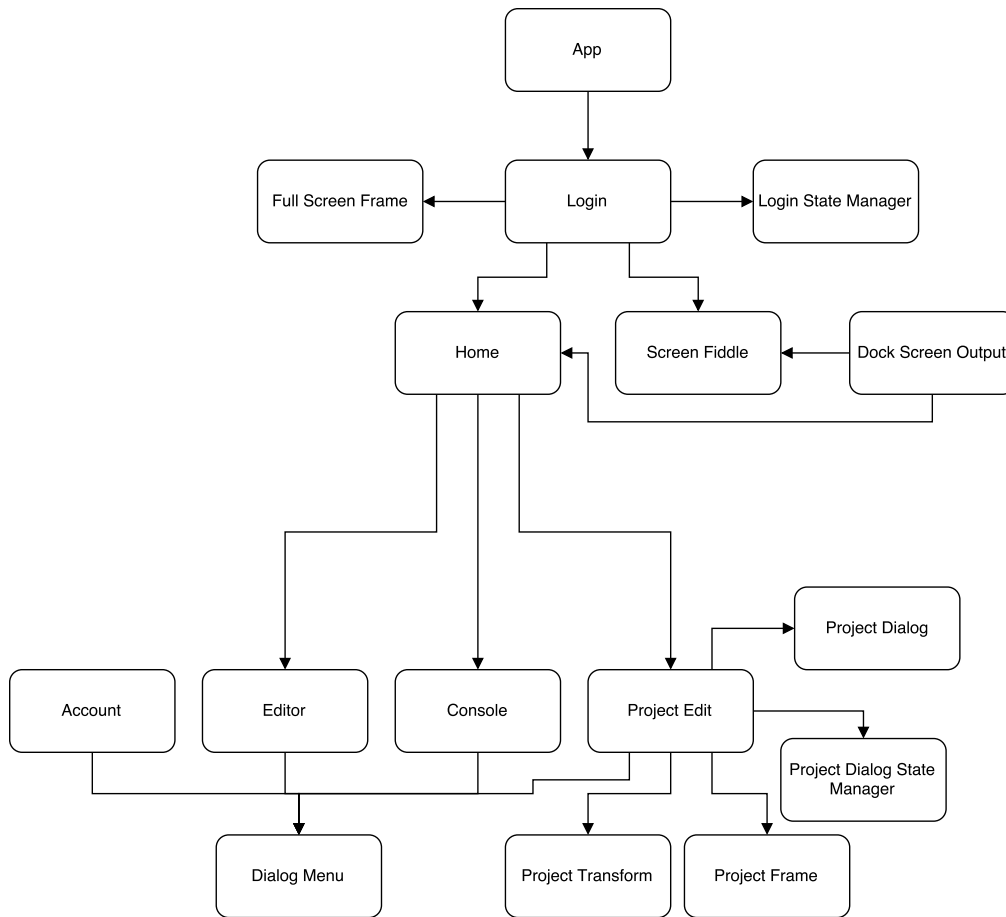 App
Full Screen Frame
Login
Login State Manager
Home
Screen Fiddle
Dock Screen Output
Project Dialog
Account
Editor
Console
Project Edit
Project Dialog State
Manager
Dialog Menu
Project Transform
Project Frame